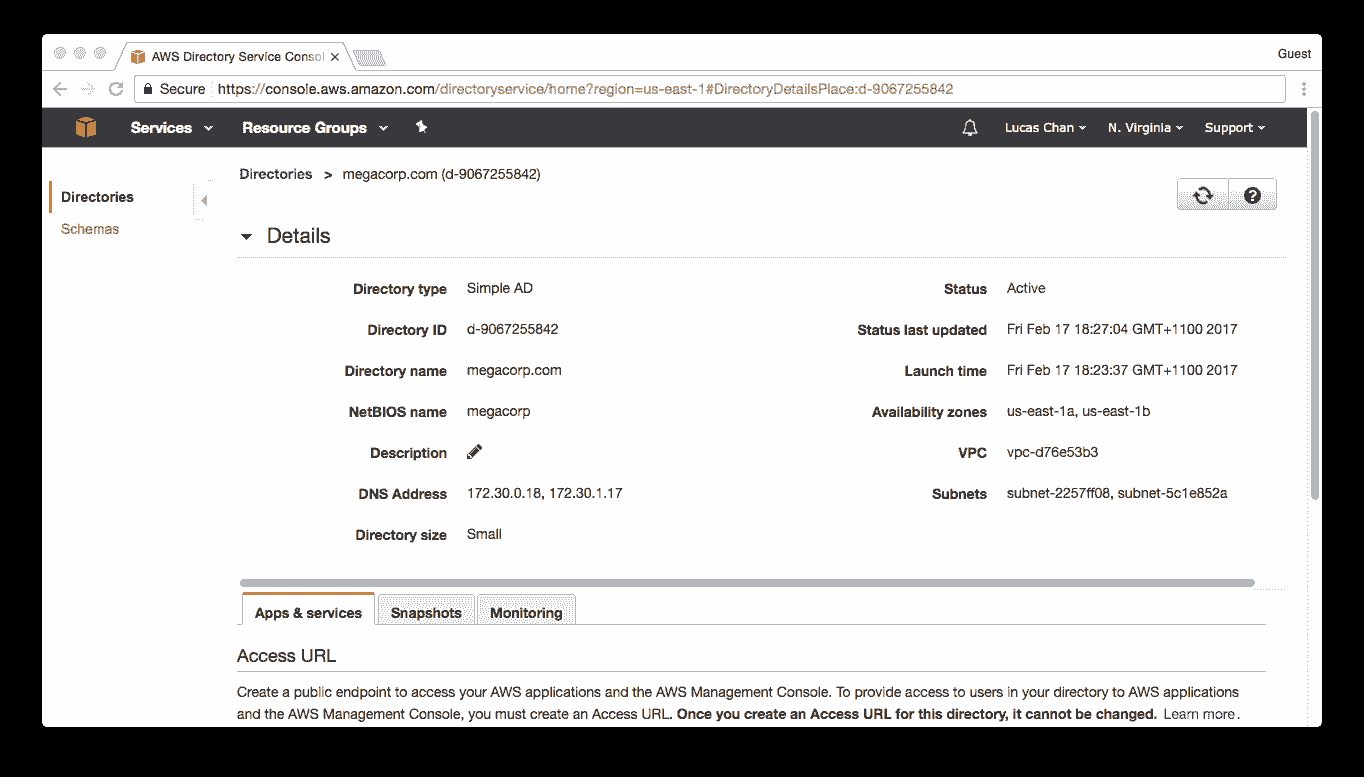 AWS Directory Service Consol
Guest
Secure https://console.aws.amazon.com/directoryservice/home?region=us-east-1#DirectoryDetailsPlace:d-9067255842
Services Resource Groups Lucas Chan N. Virginia Support
Directories > megacorp.com (d-9067255842)
Directories
Schemas
Details
Directory type Simple AD
Directory ID d-9067255842
Directory name megacorp.com
NetBIOS name megacorp
Description
DNS Address 172.30.0.18, 172.30.1.17
Directory size Small
Status Active
Status last updated Fri Feb 17 18:27:04 GMT+1100 2017
Launch time Fri Feb 17 18:23:37 GMT+1100 2017
Availability zones us-east-1a, us-east-1b
VPC vpc-d76e53b3
Subnets subnet-2257ff08, subnet-5c1e852a
Apps & services Snapshots Monitoring
Access URL
Create a public endpoint to access your AWS applications and the AWS Management Console. To provide access to users in your directory to AWS applications
and the AWS Management Console, you must create an Access URL. Once you create an Access URL for this directory, it cannot be changed. Learn more.